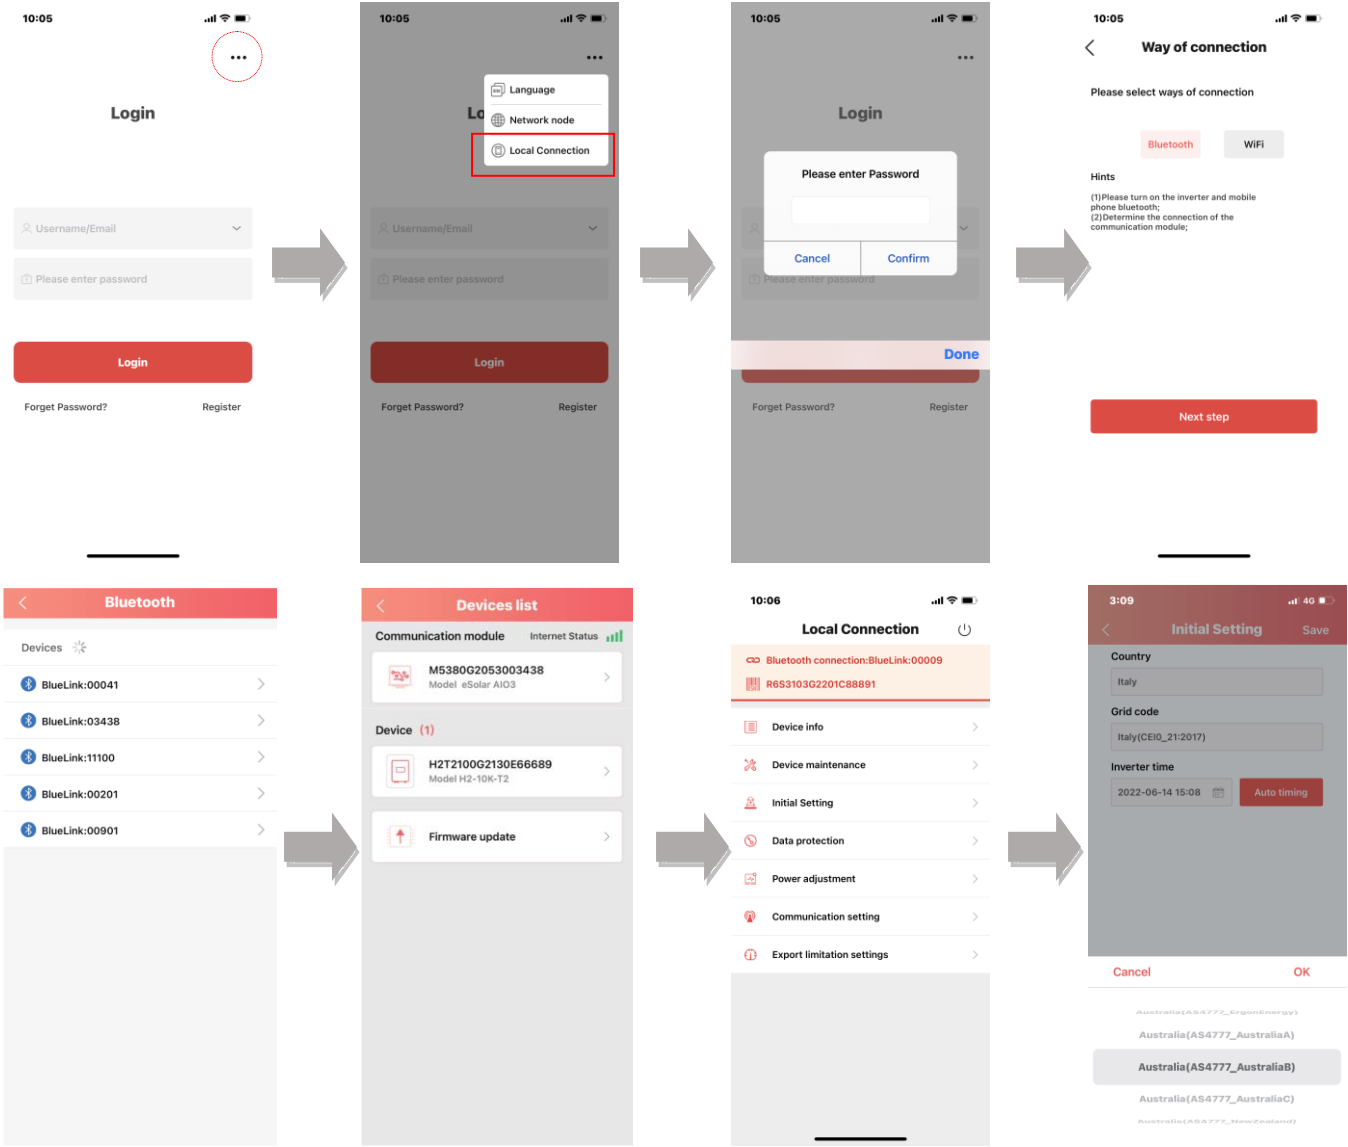 10:05
Login
Username/Email
Please enter password
Login
Forget Password?
Register
10:05
Lo
Language
Network node
Local Connection
Username/Email
Please enter password
Login
Forget Password?
Register
10:05
Login
Please enter Password
Cancel
Confirm
Please enter password
Done
Forget Password?
Register
10:05
Way of connection
Please select ways of connection
Bluetooth
WiFi
Hints
(1)Please turn on the inverter and mobile
phone bluetooth;
(2)Determine the connection of the
communication module;
Next step
Bluetooth
Devices
BlueLink:00041
BlueLink:03438
BlueLink:11100
BlueLink:00201
BlueLink:00901
Devices list
Communication module
Internet Status
M5380G2053003438
Model eSolar AIO3
Device (1)
H2T2100G2130E66689
Model H2-10K-T2
Firmware update
10:06
Local Connection
Bluetooth connection:BlueLink:00009
R6S3103G2201C88891
Device info
Device maintenance
Initial Setting
Data protection
Power adjustment
Communication setting
Export limitation settings
3:09
4G
Initial Setting
Save
Country
Italy
Grid code
Italy(CEI0_21:2017)
Inverter time
2022-06-14 15:08
Auto timing
Cancel
OK
Australia(AS4777_ErgonEnergy)
Australia(AS4777_AustraliaA)
Australia(AS4777_AustraliaB)
Australia(AS4777_AustraliaC)
Australia(AS4777_NewZealand)